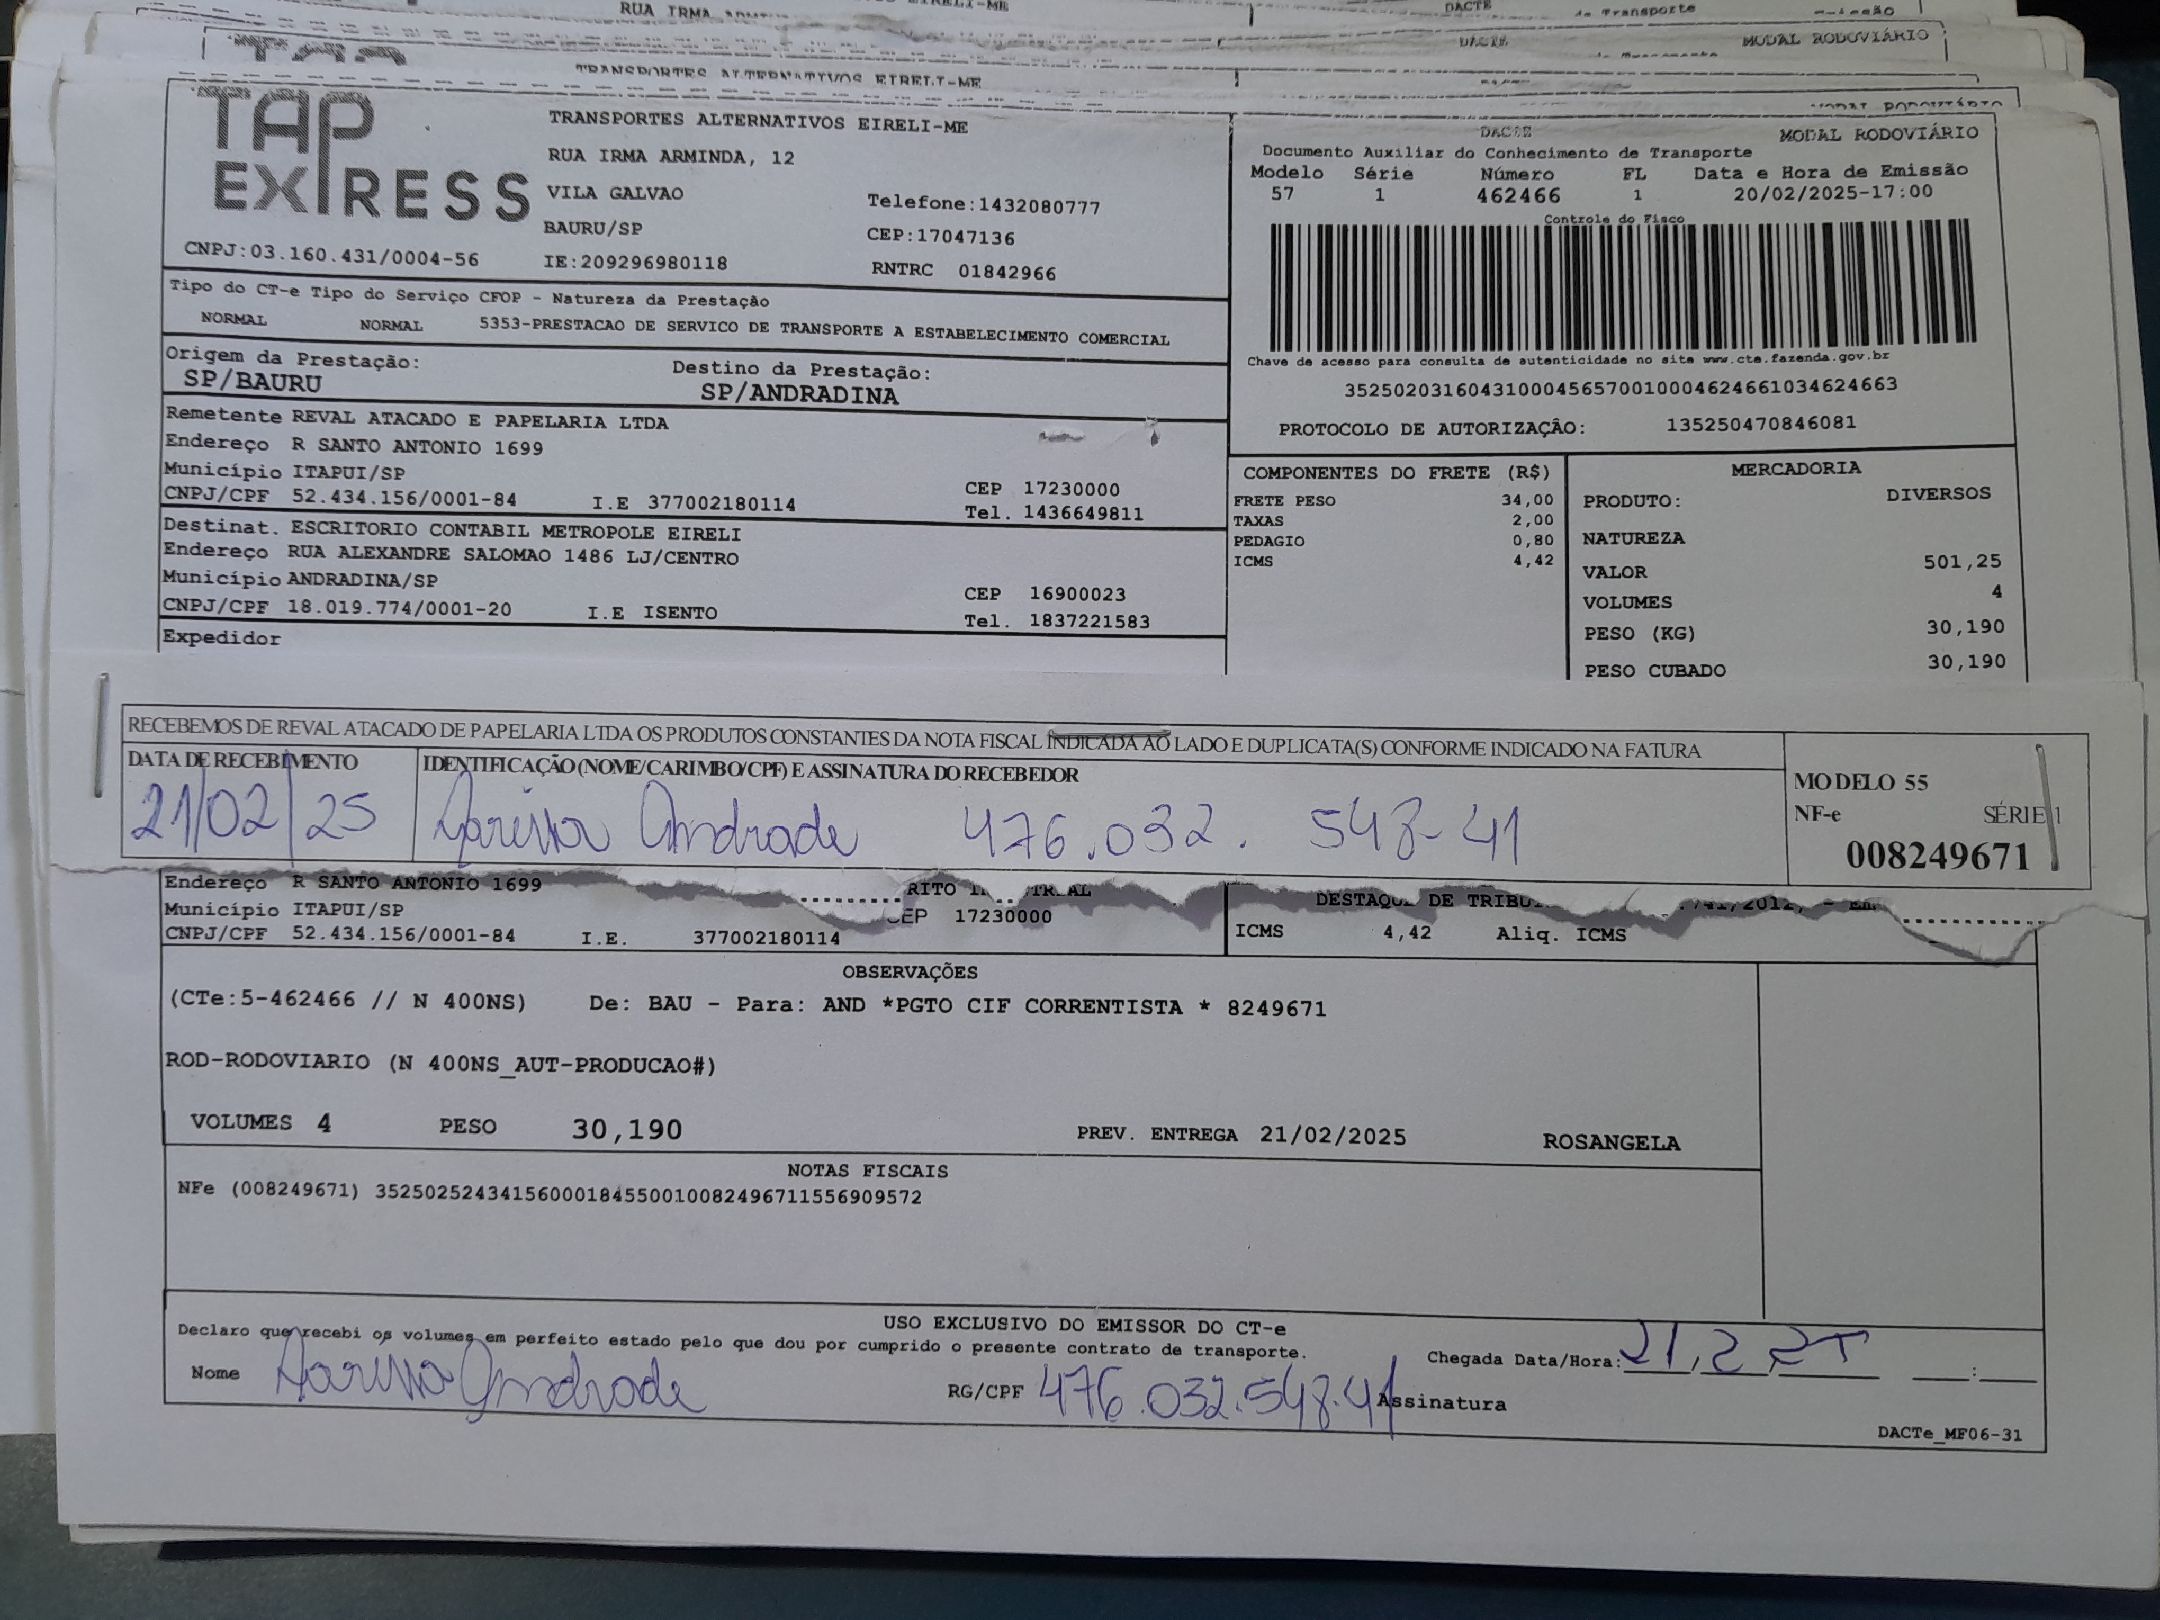 RUA IRMA
DACTE
TRANSPORTES ALTERNATIVOS EIRELI-ME
MODAL RODOVIÁRIO
TAP
EXPRESS
TRANSPORTES ALTERNATIVOS EIRELI-ME
RUA IRMA ARMINDA, 12
VILA GALVAO
Telefone:1432080777
BAURU/SP
CEP:17047136
CNPJ:03.160.431/0004-56
IE:209296980118
RNTRC 01842966
DACTE
MODAL RODOVIÁRIO
Documento Auxiliar do Conhecimento de Transporte
Modelo Série Número FL Data e Hora de Emissão
57 1 462466 1 20/02/2025-17:00
Controle do Fisco
Chave de acesso para consulta de autenticidade no site www.cte.fazenda.gov.br
35250203160431000456570010004624661034624663
PROTOCOLO DE AUTORIZAÇÃO: 135250470846081
Tipo do CT-e Tipo do Serviço CFOP - Natureza da Prestação
NORMAL NORMAL 5353-PRESTACAO DE SERVICO DE TRANSPORTE A ESTABELECIMENTO COMERCIAL
Origem da Prestação: Destino da Prestação:
SP/BAURU SP/ANDRADINA
Remetente REVAL ATACADO E PAPELARIA LTDA
Endereço R SANTO ANTONIO 1699
Município ITAPUI/SP CEP 17230000
CNPJ/CPF 52.434.156/0001-84 I.E 377002180114 Tel. 1436649811
Destinat. ESCRITORIO CONTABIL METROPOLE EIRELI
Endereço RUA ALEXANDRE SALOMAO 1486 LJ/CENTRO
Município ANDRADINA/SP CEP 16900023
CNPJ/CPF 18.019.774/0001-20 I.E ISENTO Tel. 1837221583
Expedidor
COMPONENTES DO FRETE (R$)
FRETE PESO 34,00
TAXAS 2,00
PEDAGIO 0,80
ICMS 4,42
MERCADORIA
PRODUTO: DIVERSOS
NATUREZA
VALOR 501,25
VOLUMES 4
PESO (KG) 30,190
PESO CUBADO 30,190
RECEBEMOS DE REVAL ATACADO DE PAPELARIA LTDA OS PRODUTOS CONSTANTES DA NOTA FISCAL INDICADA AO LADO E DUPLICATA(S) CONFORME INDICADO NA FATURA
DATA DE RECEBIMENTO IDENTIFICAÇÃO (NOME/CARIMBO/CPF) E ASSINATURA DO RECEBEDOR
21/02/25 Larissa Andrade 476.032.548-41
MODELO 55
NF-e SÉRIE 1
008249671
Endereço R SANTO ANTONIO 1699
Município ITAPUI/SP CEP 17230000
CNPJ/CPF 52.434.156/0001-84 I.E. 377002180114
DE
ICMS 4,42 Aliq. ICMS
OBSERVAÇÕES
(CTe:5-462466 // N 400NS) De: BAU - Para: AND *PGTO CIF CORRENTISTA * 8249671
ROD-RODOVIARIO (N 400NS_AUT-PRODUCAO#)
VOLUMES 4 PESO 30,190 PREV. ENTREGA 21/02/2025 ROSANGELA
NOTAS FISCAIS
NFe (008249671) 35250252434156000184550010082496711556909572
USO EXCLUSIVO DO EMISSOR DO CT-e
Declaro que recebi os volumes em perfeito estado pelo que dou por cumprido o presente contrato de transporte.
Chegada Data/Hora: 21,2,25 :
Nome Larissa Andrade RG/CPF 476.032.548.41 Assinatura
DACTe_MF06-31